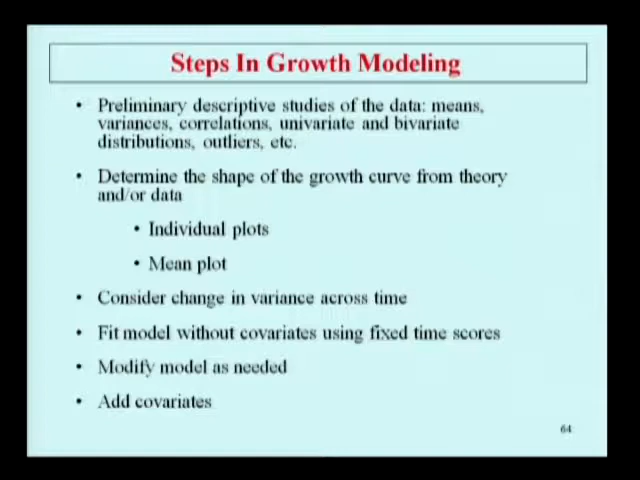 Steps In Growth Modeling
• Preliminary descriptive studies of the data: means,
variances, correlations, univariate and bivariate
distributions, outliers, etc.
• Determine the shape of the growth curve from theory
and/or data
• Individual plots
• Mean plot
• Consider change in variance across time
• Fit model without covariates using fixed time scores
• Modify model as needed
• Add covariates
64